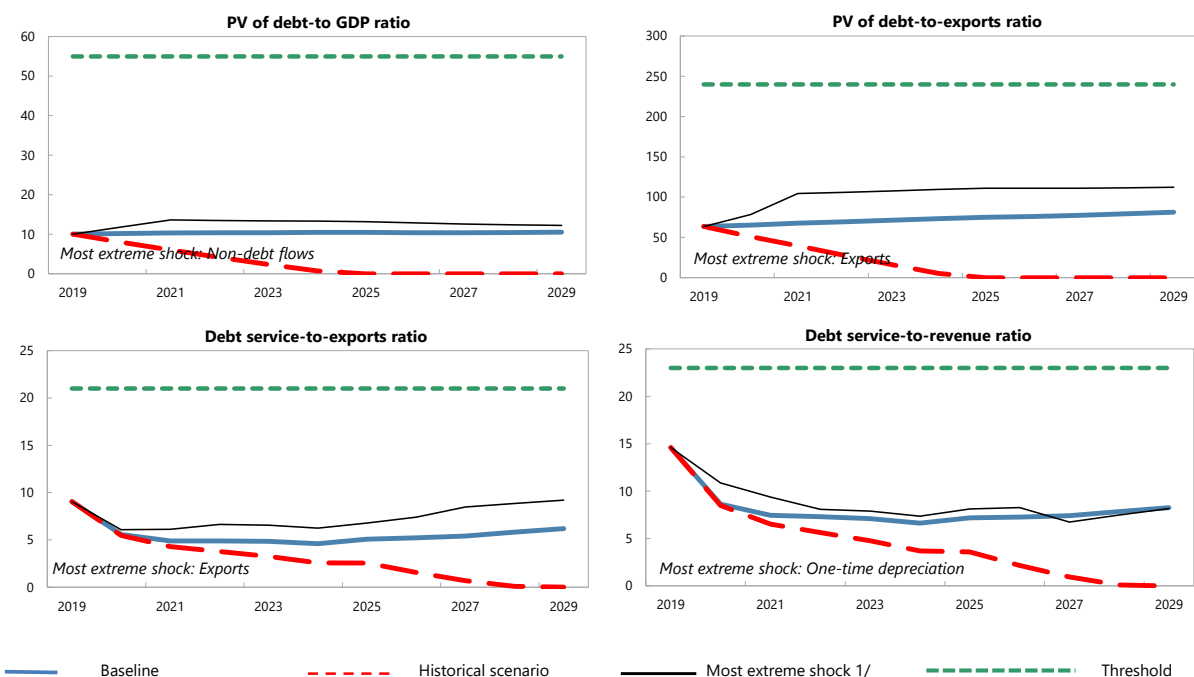 PV of debt-to GDP ratio
60
50
40
30
20
10
0
Most extreme shock: Non-debt flows
2019 2021 2023 2025 2027 2029
PV of debt-to-exports ratio
300
250
200
150
100
50
0
Most extreme shock: Exports
2019 2021 2023 2025 2027 2029
Debt service-to-exports ratio
25
20
15
10
5
0
Most extreme shock: Exports
2019 2021 2023 2025 2027 2029
Debt service-to-revenue ratio
25
20
15
10
5
0
Most extreme shock: One-time depreciation
2019 2021 2023 2025 2027 2029
Baseline Historical scenario Most extreme shock 1/ Threshold